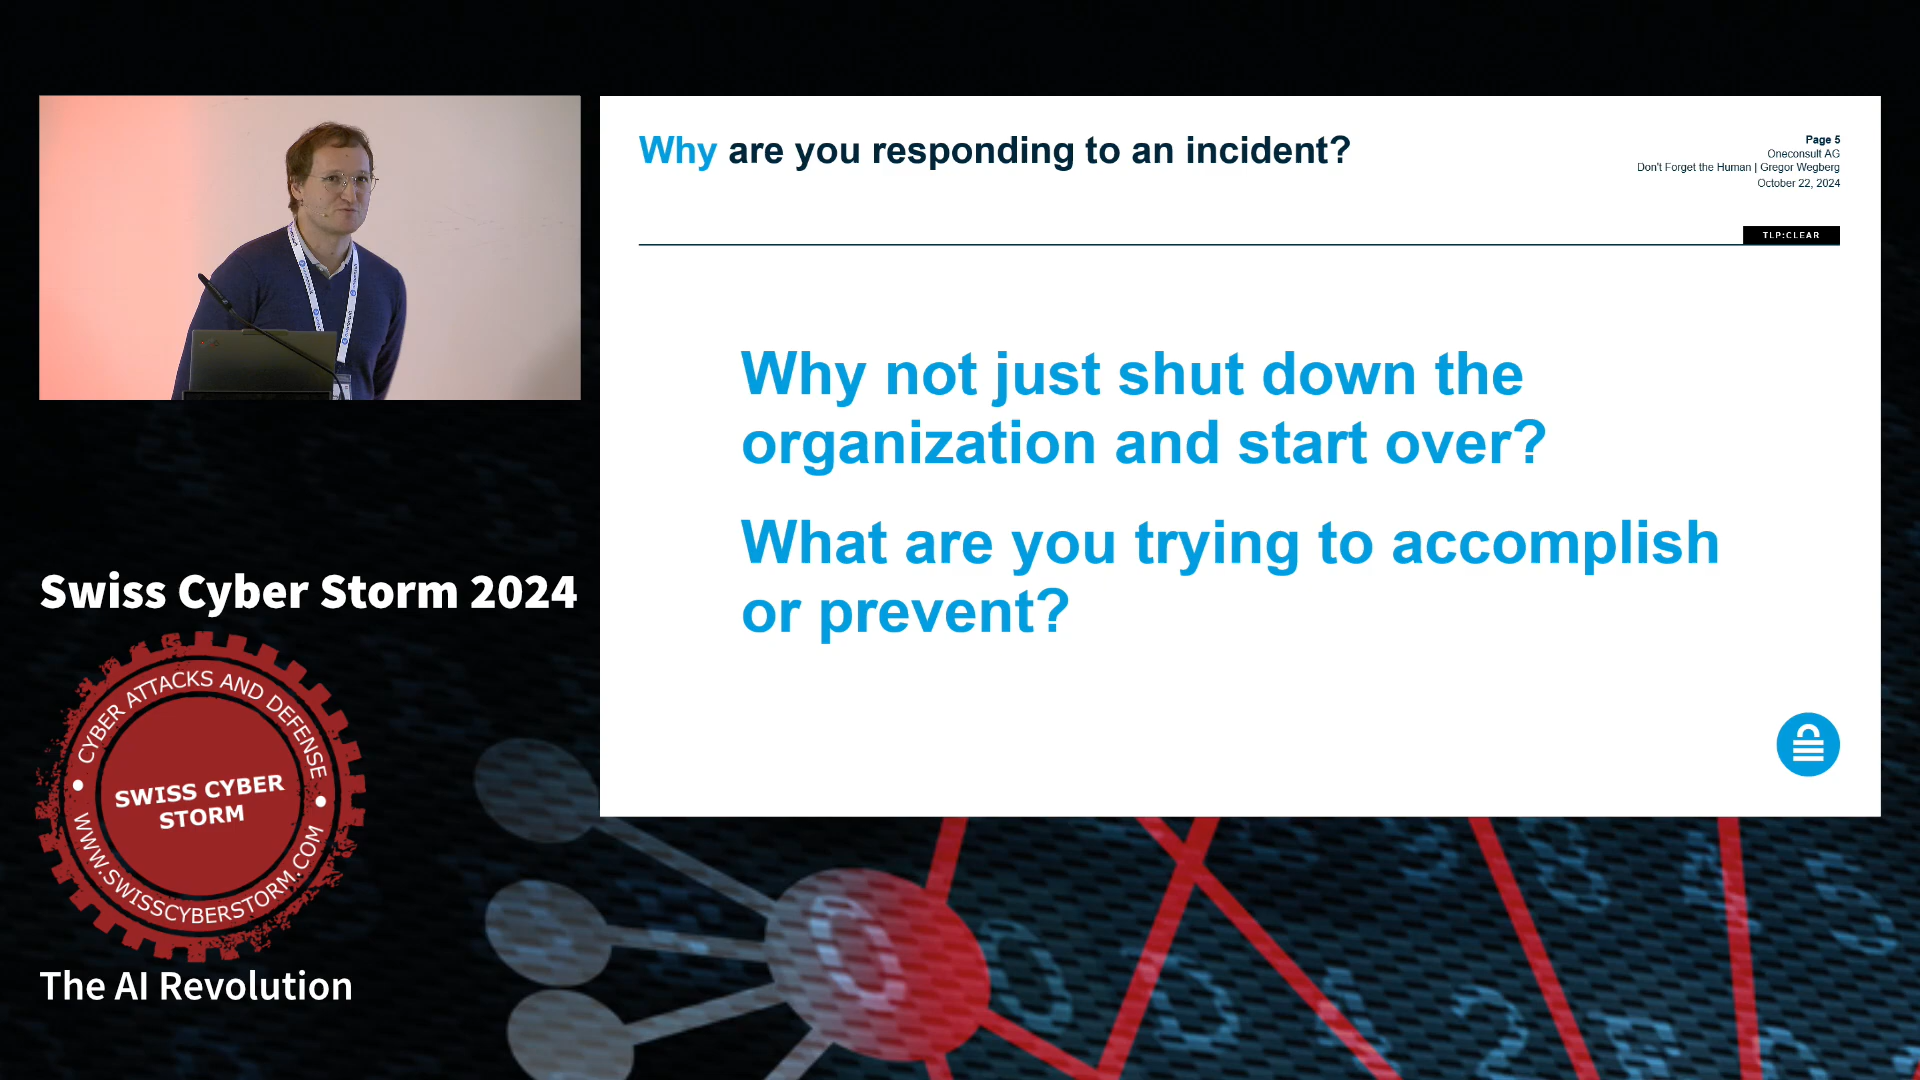 Why are you responding to an incident?
Page 5
Oneconsult AG
Don't Forget the Human | Gregor Wegberg
October 22, 2024
TLP:CLEAR
Why not just shut down the
organization and start over?
What are you trying to accomplish
or prevent?
Swiss Cyber Storm 2024
CYBER ATTACKS AND DEFENSE
SWISS CYBER
STORM
WWW.SWISSCYBERSTORM.COM
The AI Revolution